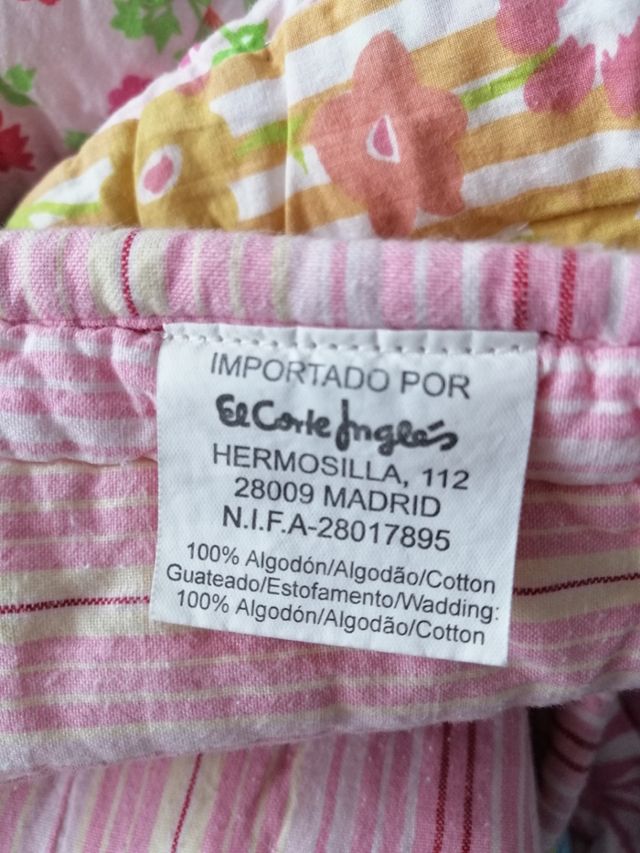 IMPORTADO POR
El Corte Inglés
HERMOSILLA, 112
28009 MADRID
N.I.F.A-28017895
100% Algodón/Algodão/Cotton
Guateado/Estofamento/Wadding:
100% Algodón/Algodão/Cotton